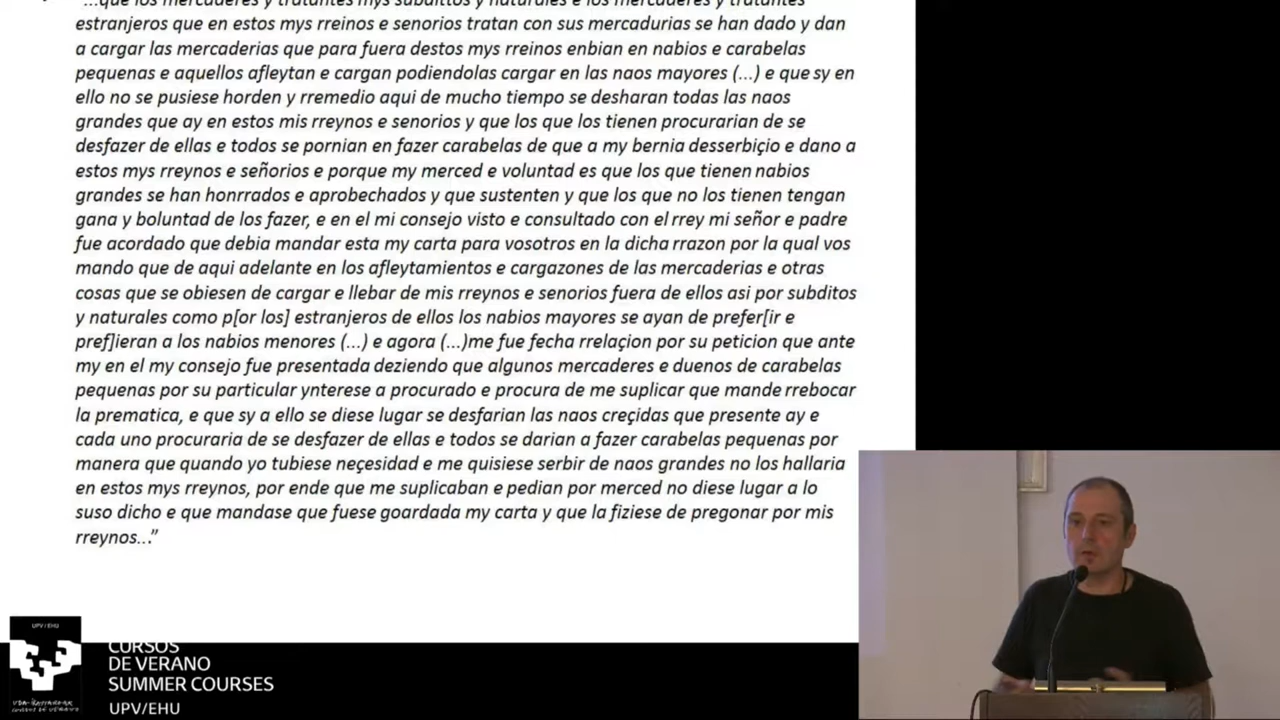 "...que los mercaderes y tratantes mys subditos y naturales e los mercaderes y tratantes
estranjeros que en estos mys rreinos e senorios tratan con sus mercadurias se han dado y dan
a cargar las mercaderias que para fuera destos mys rreinos enbian en nabios e carabelas
pequenas e aquellos afleytan e cargan podiendolas cargar en las naos mayores (...) e que sy en
ello no se pusiese horden y rremedio aqui de mucho tiempo se desharan todas las naos
grandes que ay en estos mis rreynos e senorios y que los que los tienen procurarian de se
desfazer de ellas e todos se pornian en fazer carabelas de que a my bernia desserbiçio e dano a
estos mys rreynos e señorios e porque my merced e voluntad es que los que tienen nabios
grandes se han honrrados e aprobechados y que sustenten y que los que no los tienen tengan
gana y boluntad de los fazer, e en el mi consejo visto e consultado con el rrey mi señor e padre
fue acordado que debia mandar esta my carta para vosotros en la dicha rrazon por la qual vos
mando que de aqui adelante en los afleytamientos e cargazones de las mercaderias e otras
cosas que se obiesen de cargar e llebar de mis rreynos e senorios fuera de ellos asi por subditos
y naturales como p[or los] estranjeros de ellos los nabios mayores se ayan de prefer[ir e
pref]ieran a los nabios menores (...) e agora (...)me fue fecha rrelaçion por su peticion que ante
my en el my consejo fue presentada deziendo que algunos mercaderes e duenos de carabelas
pequenas por su particular ynterese a procurado e procura de me suplicar que mande rrebocar
la prematica, e que sy a ello se diese lugar se desfarian las naos creçidas que presente ay e
cada uno procuraria de se desfazer de ellas e todos se darian a fazer carabelas pequenas por
manera que quando yo tubiese neçesidad e me quisiese serbir de naos grandes no los hallaria
en estos mys rreynos, por ende que me suplicaban e pedian por merced no diese lugar a lo
suso dicho e que mandase que fuese goardada my carta y que la fiziese de pregonar por mis
rreynos..."
UPV/EHU
CURSOS
DE VERANO
SUMMER COURSES
UPV/EHU